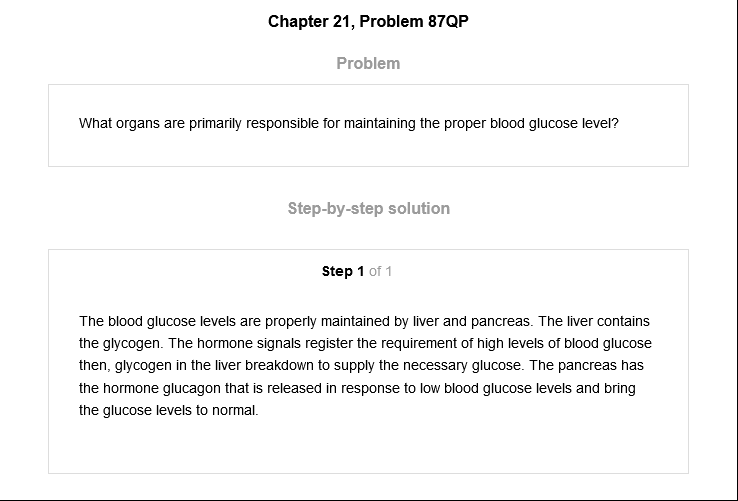 Chapter 21, Problem 87QP
Problem
What organs are primarily responsible for maintaining the proper blood glucose level?
Step-by-step solution
Step 1 of 1
The blood glucose levels are properly maintained by liver and pancreas. The liver contains
the glycogen. The hormone signals register the requirement of high levels of blood glucose
then, glycogen in the liver breakdown to supply the necessary glucose. The pancreas has
the hormone glucagon that is released in response to low blood glucose levels and bring
the glucose levels to normal.